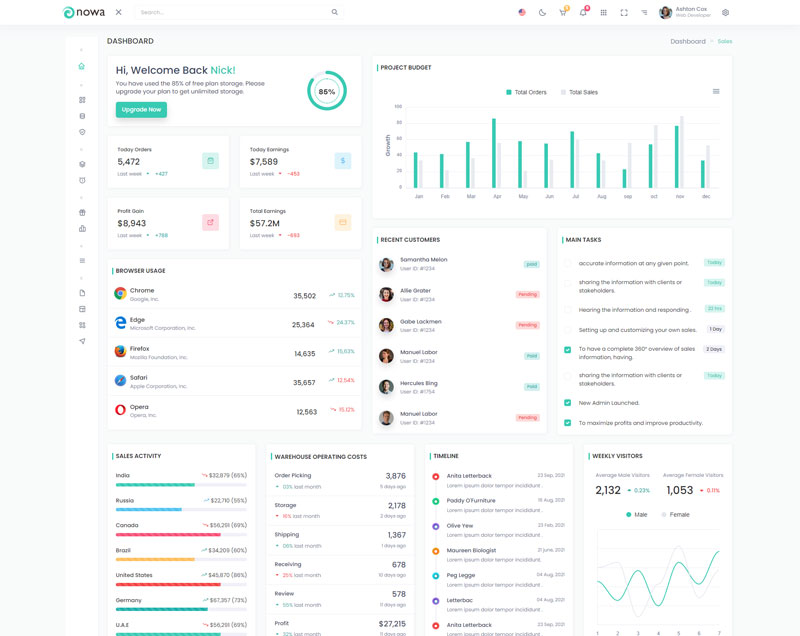 nowa
Search...
Ashton Cox
Web Developer
DASHBOARD
Dashboard
Sales
Hi, Welcome Back Nick!
You have used the 85% of free plan storage. Please
upgrade your plan to get unlimited storage.
Upgrade Now
85%
Today Orders
5,472
Last week +427
Today Earnings
$7,589
Last week -453
Profit Gain
$8,943
Last week +788
Total Earnings
$57.2M
Last week -693
PROJECT BUDGET
Total Orders
Total Sales
Growth
100
80
60
40
20
0
Jan Feb Mar Apr May Jun Jul Aug sep oct nov dec
BROWSER USAGE
Chrome
Google, Inc.
35,502 12.75%
Edge
Microsoft Corporation, Inc.
25,364 24.37%
Firefox
Mozilla Foundation, Inc.
14,635 15.63%
Safari
Apple Corporation, Inc.
35,657 12.54%
Opera
Opera, Inc.
12,563 15.12%
RECENT CUSTOMERS
Samantha Melon
User ID: #1234
paid
Allie Grater
User ID: #1234
Pending
Gabe Lackmen
User ID: #1234
Pending
Manuel Labor
User ID: #1234
Paid
Hercules Bing
User ID: #1754
Paid
Manuel Labor
User ID: #1234
Pending
MAIN TASKS
accurate information at any given point.
Today
sharing the information with clients or
stakeholders.
Today
Hearing the information and responding .
22 hrs
Setting up and customizing your own sales.
1 Day
To have a complete 360° overview of sales
information, having.
2 Days
sharing the information with clients or
stakeholders.
Today
New Admin Launched.
To maximize profits and improve productivity.
SALES ACTIVITY
India $32,879 (65%)
Russia $22,710 (55%)
Canada $56,291 (69%)
Brazil $34,209 (60%)
United States $45,870 (86%)
Germany $67,357 (73%)
U.A.E $56,291 (69%)
WAREHOUSE OPERATING COSTS
Order Picking 3,876
03% last month 5 days ago
Storage 2,178
16% last month 2 days ago
Shipping 1,367
06% last month 1 days ago
Receiving 678
25% last month 10 days ago
Review 578
55% last month 11 days ago
Profit $27,215
32% last month 11 days ago
TIMELINE
Anita Letterback 23 Sep, 2021
Lorem ipsum dolor tempor incididunt .
Paddy O'Furniture 16 Aug, 2021
Lorem ipsum dolor tempor incididunt .
Olive Yew 23 Feb, 2021
Lorem ipsum dolor tempor incididunt .
Maureen Biologist 21 june, 2021
Lorem ipsum dolor tempor incididunt .
Peg Legge 04 Aug, 2021
Lorem ipsum dolor tempor incididunt .
Letterbac 04 Aug, 2021
Lorem ipsum dolor tempor incididunt .
Anita Letterback 23 Sep, 2021
WEEKLY VISITORS
Average Male Visitors
2,132 0.23%
Average Female Visitors
1,053 0.11%
Male
Female
1 2 3 4 5 6 7